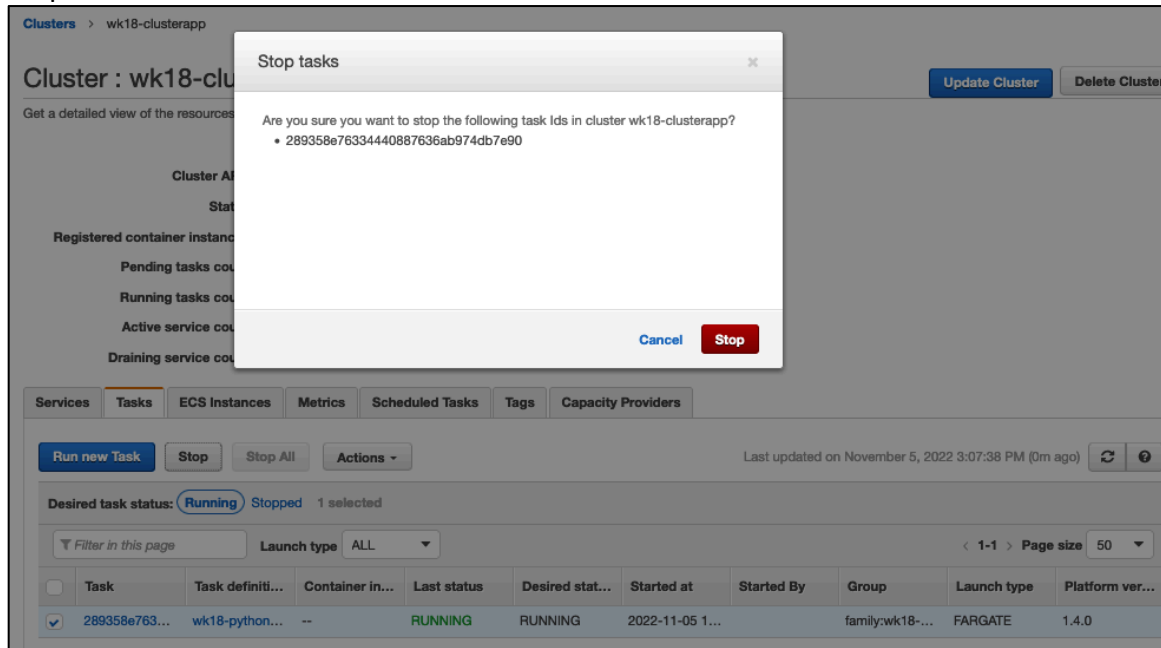 Clusters > wk18-clusterapp
Stop tasks ×
Cluster : wk18-clu
Update Cluster Delete Cluster
Get a detailed view of the resources
Are you sure you want to stop the following task Ids in cluster wk18-clusterapp?
• 289358e76334440887636ab974db7e90
Cluster AR
Stat
Registered container instanc
Pending tasks cou
Running tasks cou
Active service cou
Draining service cou
Cancel Stop
Services Tasks ECS Instances Metrics Scheduled Tasks Tags Capacity Providers
Run new Task Stop Stop All Actions
Last updated on November 5, 2022 3:07:38 PM (0m ago)
Desired task status: Running Stopped 1 selected
Filter in this page Launch type ALL < 1-1 > Page size 50
Task Task definiti... Container in... Last status Desired stat... Started at Started By Group Launch type Platform ver...
289358e763... wk18-python... -- RUNNING RUNNING 2022-11-05 1... family:wk18-... FARGATE 1.4.0